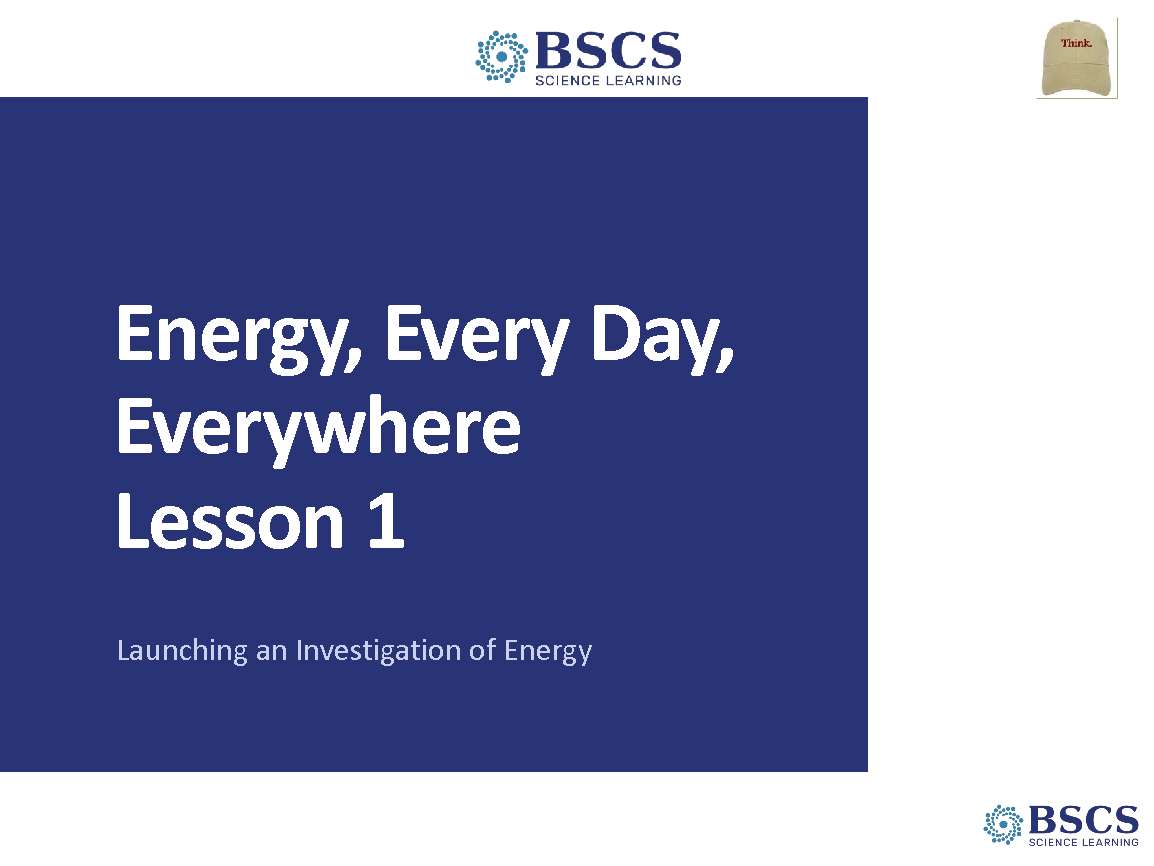 BSCS
SCIENCE LEARNING
Think.
Energy, Every Day,
Everywhere
Lesson 1
Launching an Investigation of Energy
BSCS
SCIENCE LEARNING